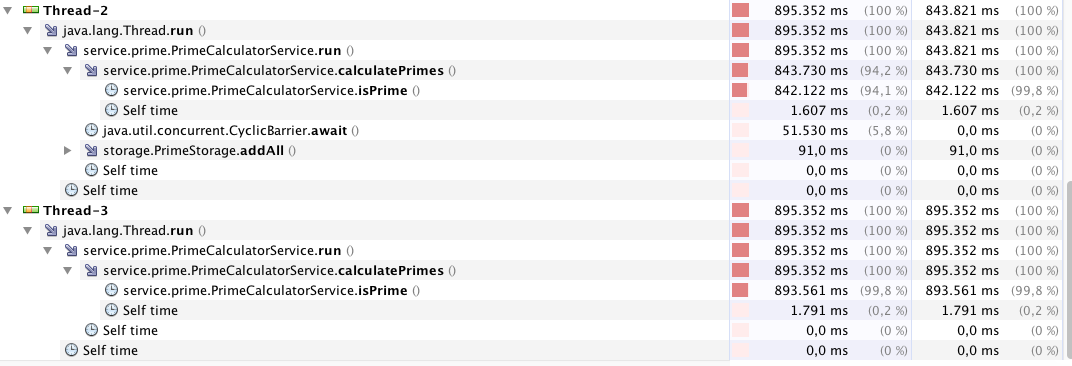 Thread-2 895.352 ms (100 %) 843.821 ms (100 %)
java.lang.Thread.run () 895.352 ms (100 %) 843.821 ms (100 %)
service.prime.PrimeCalculatorService.run () 895.352 ms (100 %) 843.821 ms (100 %)
service.prime.PrimeCalculatorService.calculatePrimes () 843.730 ms (94,2 %) 843.730 ms (100 %)
service.prime.PrimeCalculatorService.isPrime () 842.122 ms (94,1 %) 842.122 ms (99,8 %)
Self time 1.607 ms (0,2 %) 1.607 ms (0,2 %)
java.util.concurrent.CyclicBarrier.await () 51.530 ms (5,8 %) 0,0 ms (0 %)
storage.PrimeStorage.addAll () 91,0 ms (0 %) 91,0 ms (0 %)
Self time 0,0 ms (0 %) 0,0 ms (0 %)
Self time 0,0 ms (0 %) 0,0 ms (0 %)
Thread-3 895.352 ms (100 %) 895.352 ms (100 %)
java.lang.Thread.run () 895.352 ms (100 %) 895.352 ms (100 %)
service.prime.PrimeCalculatorService.run () 895.352 ms (100 %) 895.352 ms (100 %)
service.prime.PrimeCalculatorService.calculatePrimes () 895.352 ms (100 %) 895.352 ms (100 %)
service.prime.PrimeCalculatorService.isPrime () 893.561 ms (99,8 %) 893.561 ms (99,8 %)
Self time 1.791 ms (0,2 %) 1.791 ms (0,2 %)
Self time 0,0 ms (0 %) 0,0 ms (0 %)
Self time 0,0 ms (0 %) 0,0 ms (0 %)